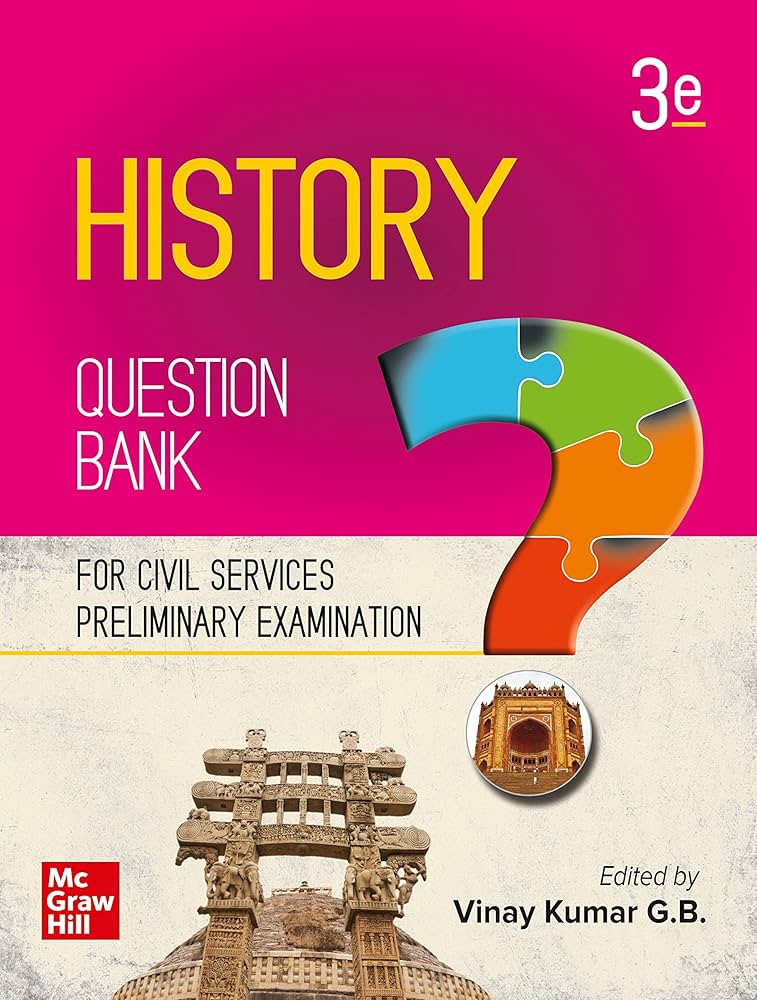 3e
HISTORY
QUESTION
BANK
FOR CIVIL SERVICES
PRELIMINARY EXAMINATION
Mc
Graw
Hill
Edited by
Vinay Kumar G.B.